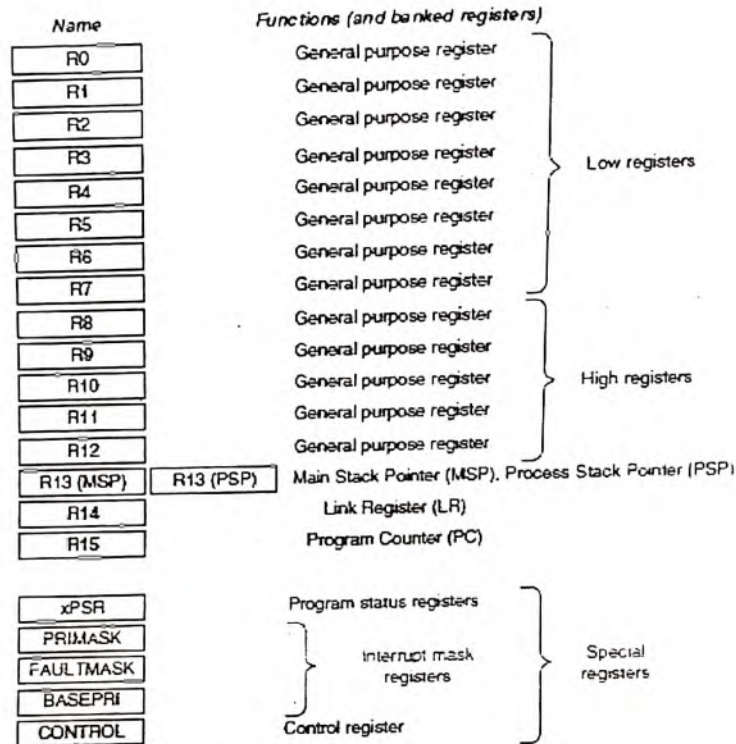 Name Functions (and banked registers)
R0 General purpose register
R1 General purpose register
R2 General purpose register
R3 General purpose register
Low registers
R4 General purpose register
R5 General purpose register
R6 General purpose register
R7 General purpose register
R8 General purpose register
R9 General purpose register
R10 General purpose register
High registers
R11 General purpose register
R12 General purpose register
R13 (MSP) R13 (PSP) Main Stack Pointer (MSP), Process Stack Pointer (PSP)
R14 Link Register (LR)
R15 Program Counter (PC)
xPSR Program status registers
PRIMASK
FAULTMASK Interrupt mask
registers
Special
registers
BASEPRI
CONTROL Control register